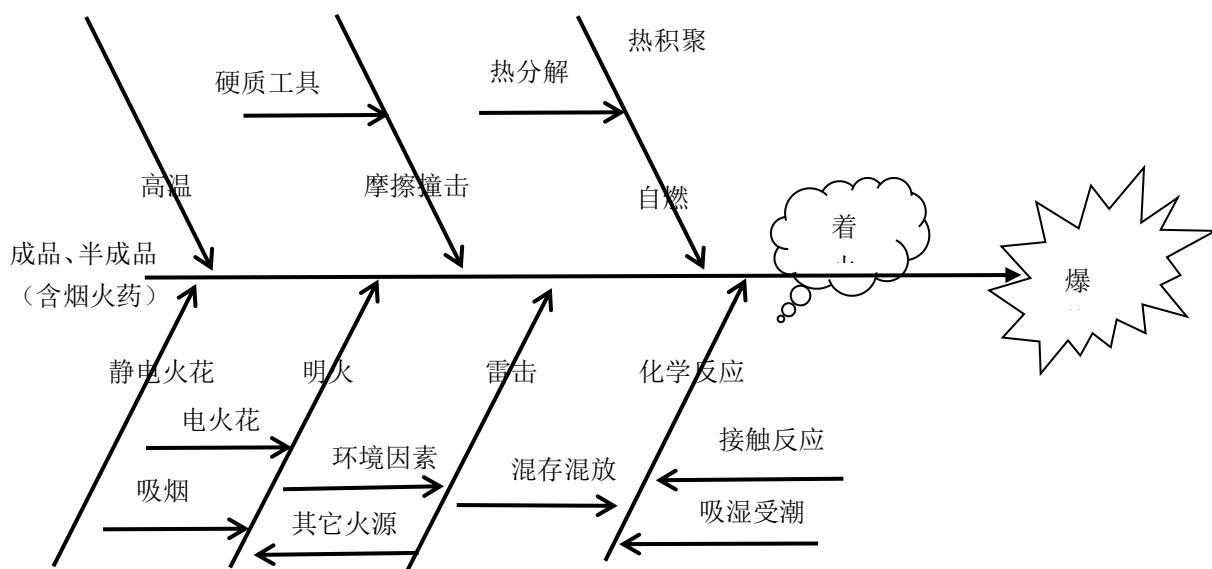 热积聚
热分解
硬质工具
高温
摩擦撞击
自燃
着
成品、半成品
（含烟火药）
爆
静电火花
明火
雷击
化学反应
电火花
接触反应
环境因素
混存混放
吸烟
其它火源
吸湿受潮